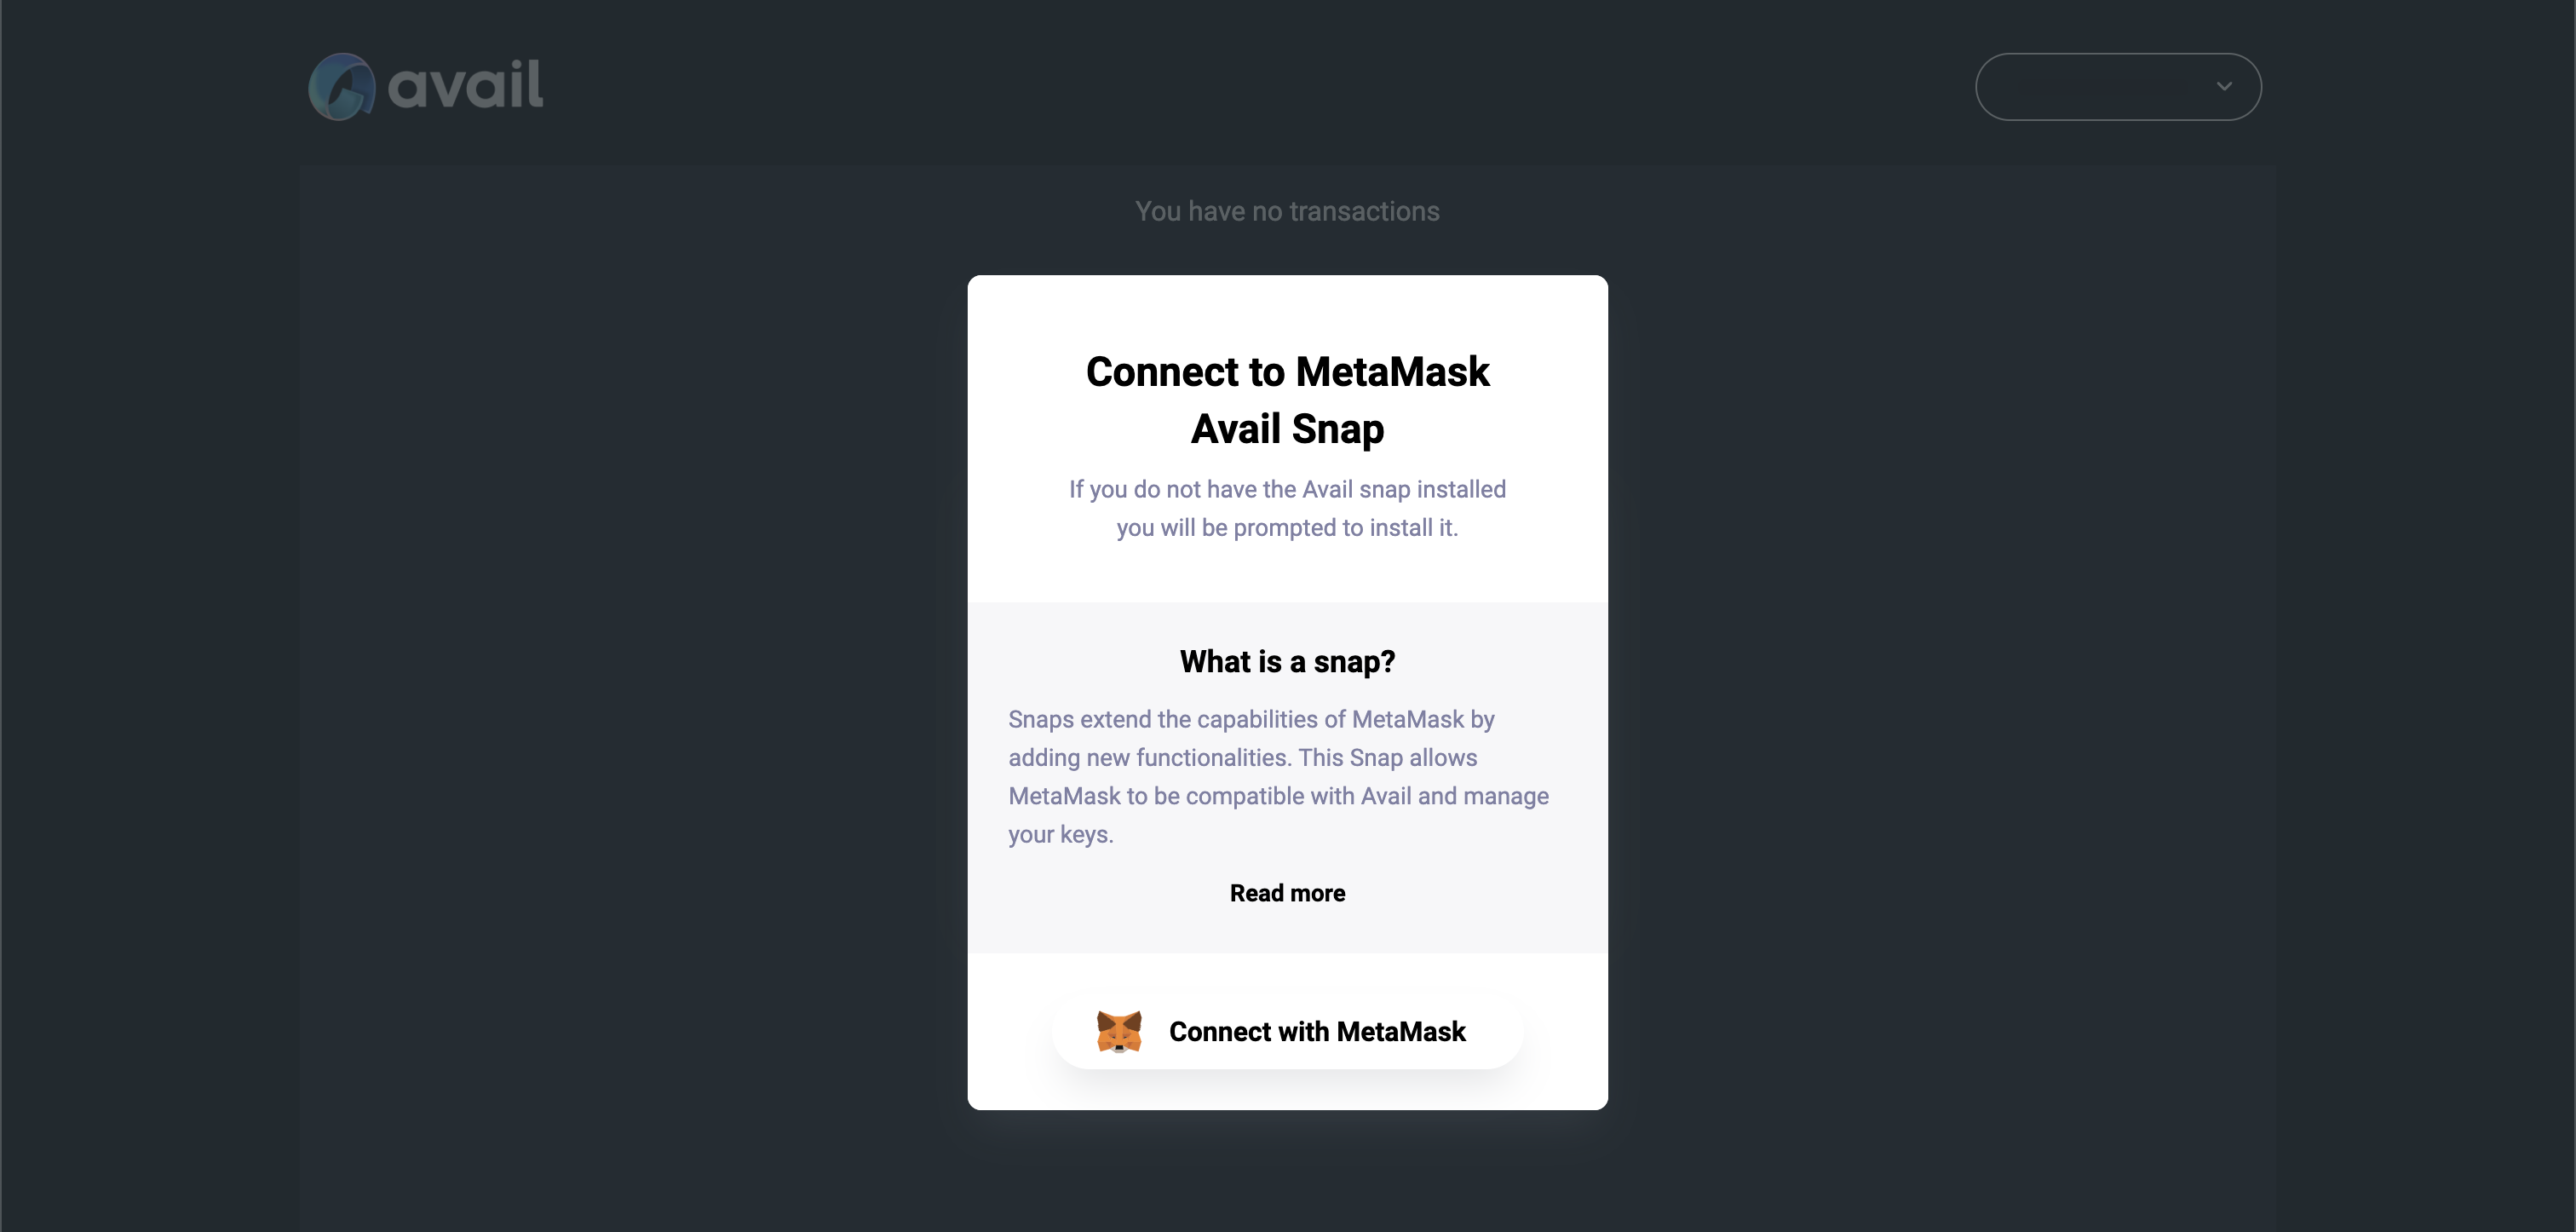 avail
You have no transactions
Connect to MetaMask
Avail Snap
If you do not have the Avail snap installed
you will be prompted to install it.
What is a snap?
Snaps extend the capabilities of MetaMask by
adding new functionalities. This Snap allows
MetaMask to be compatible with Avail and manage
your keys.
Read more
Connect with MetaMask